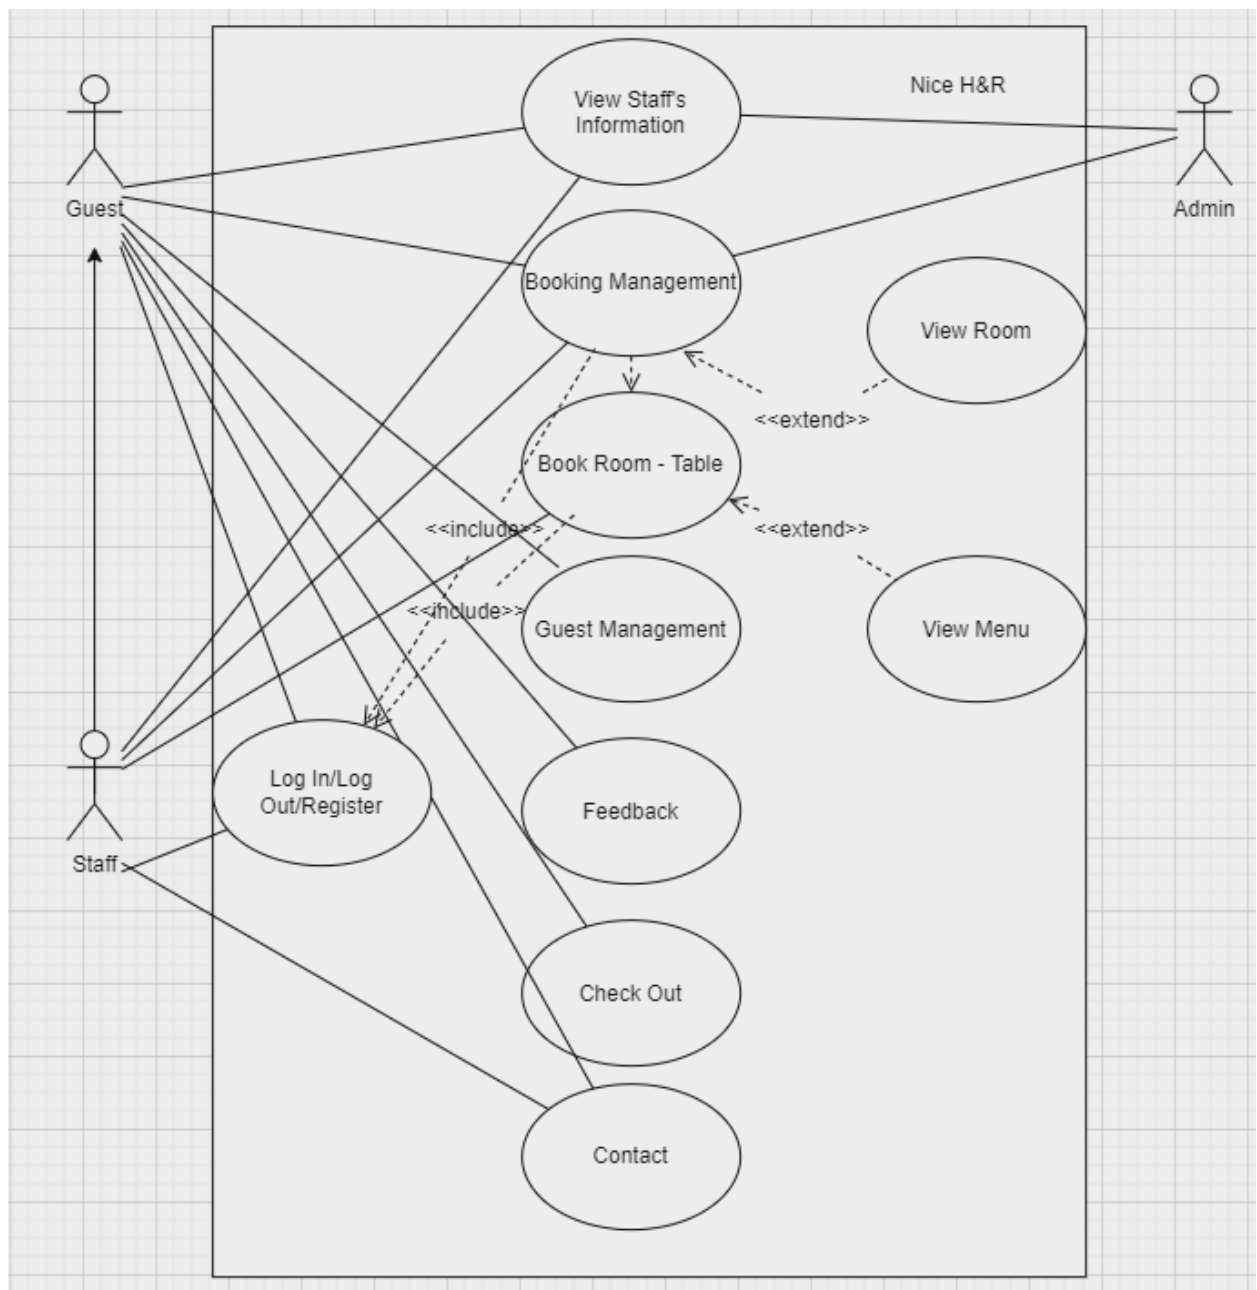 View Staff's
Information
Nice H&R
Guest
Admin
Booking Management
View Room
<<extend>>
Book Room - Table
<<include>>
<<extend>>
<<include>>
Guest Management
View Menu
Log In/Log
Out/Register
Feedback
Staff
Check Out
Contact